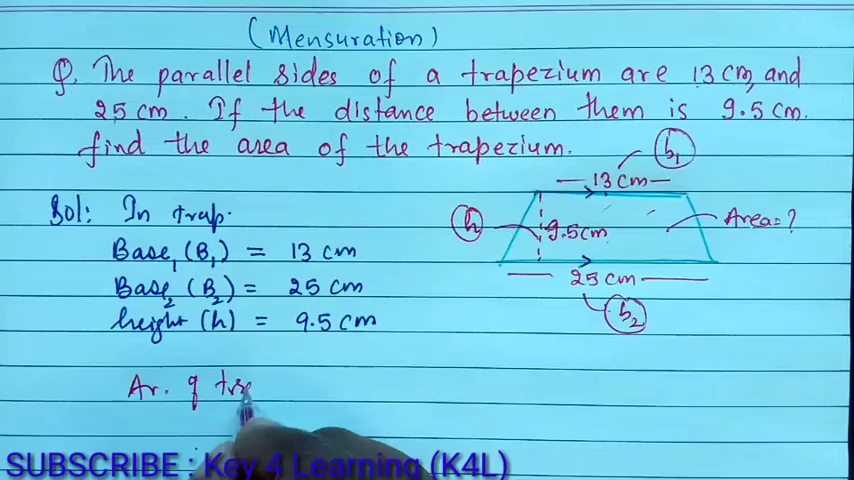 (Mensuration)
Q. The parallel sides of a trapezium are 13 cm, and
25 cm. If the distance between them is 9.5 cm.
find the area of the trapezium.
b1
13 cm
Sol: In trap.
h
9.5cm
Area=?
Base1 (B1) = 13 cm
Base2 (B2) = 25 cm
25 cm
height (h) = 9.5 cm
b2
Ar. of tra
SUBSCRIBE : Key 4 Learning (K4L)